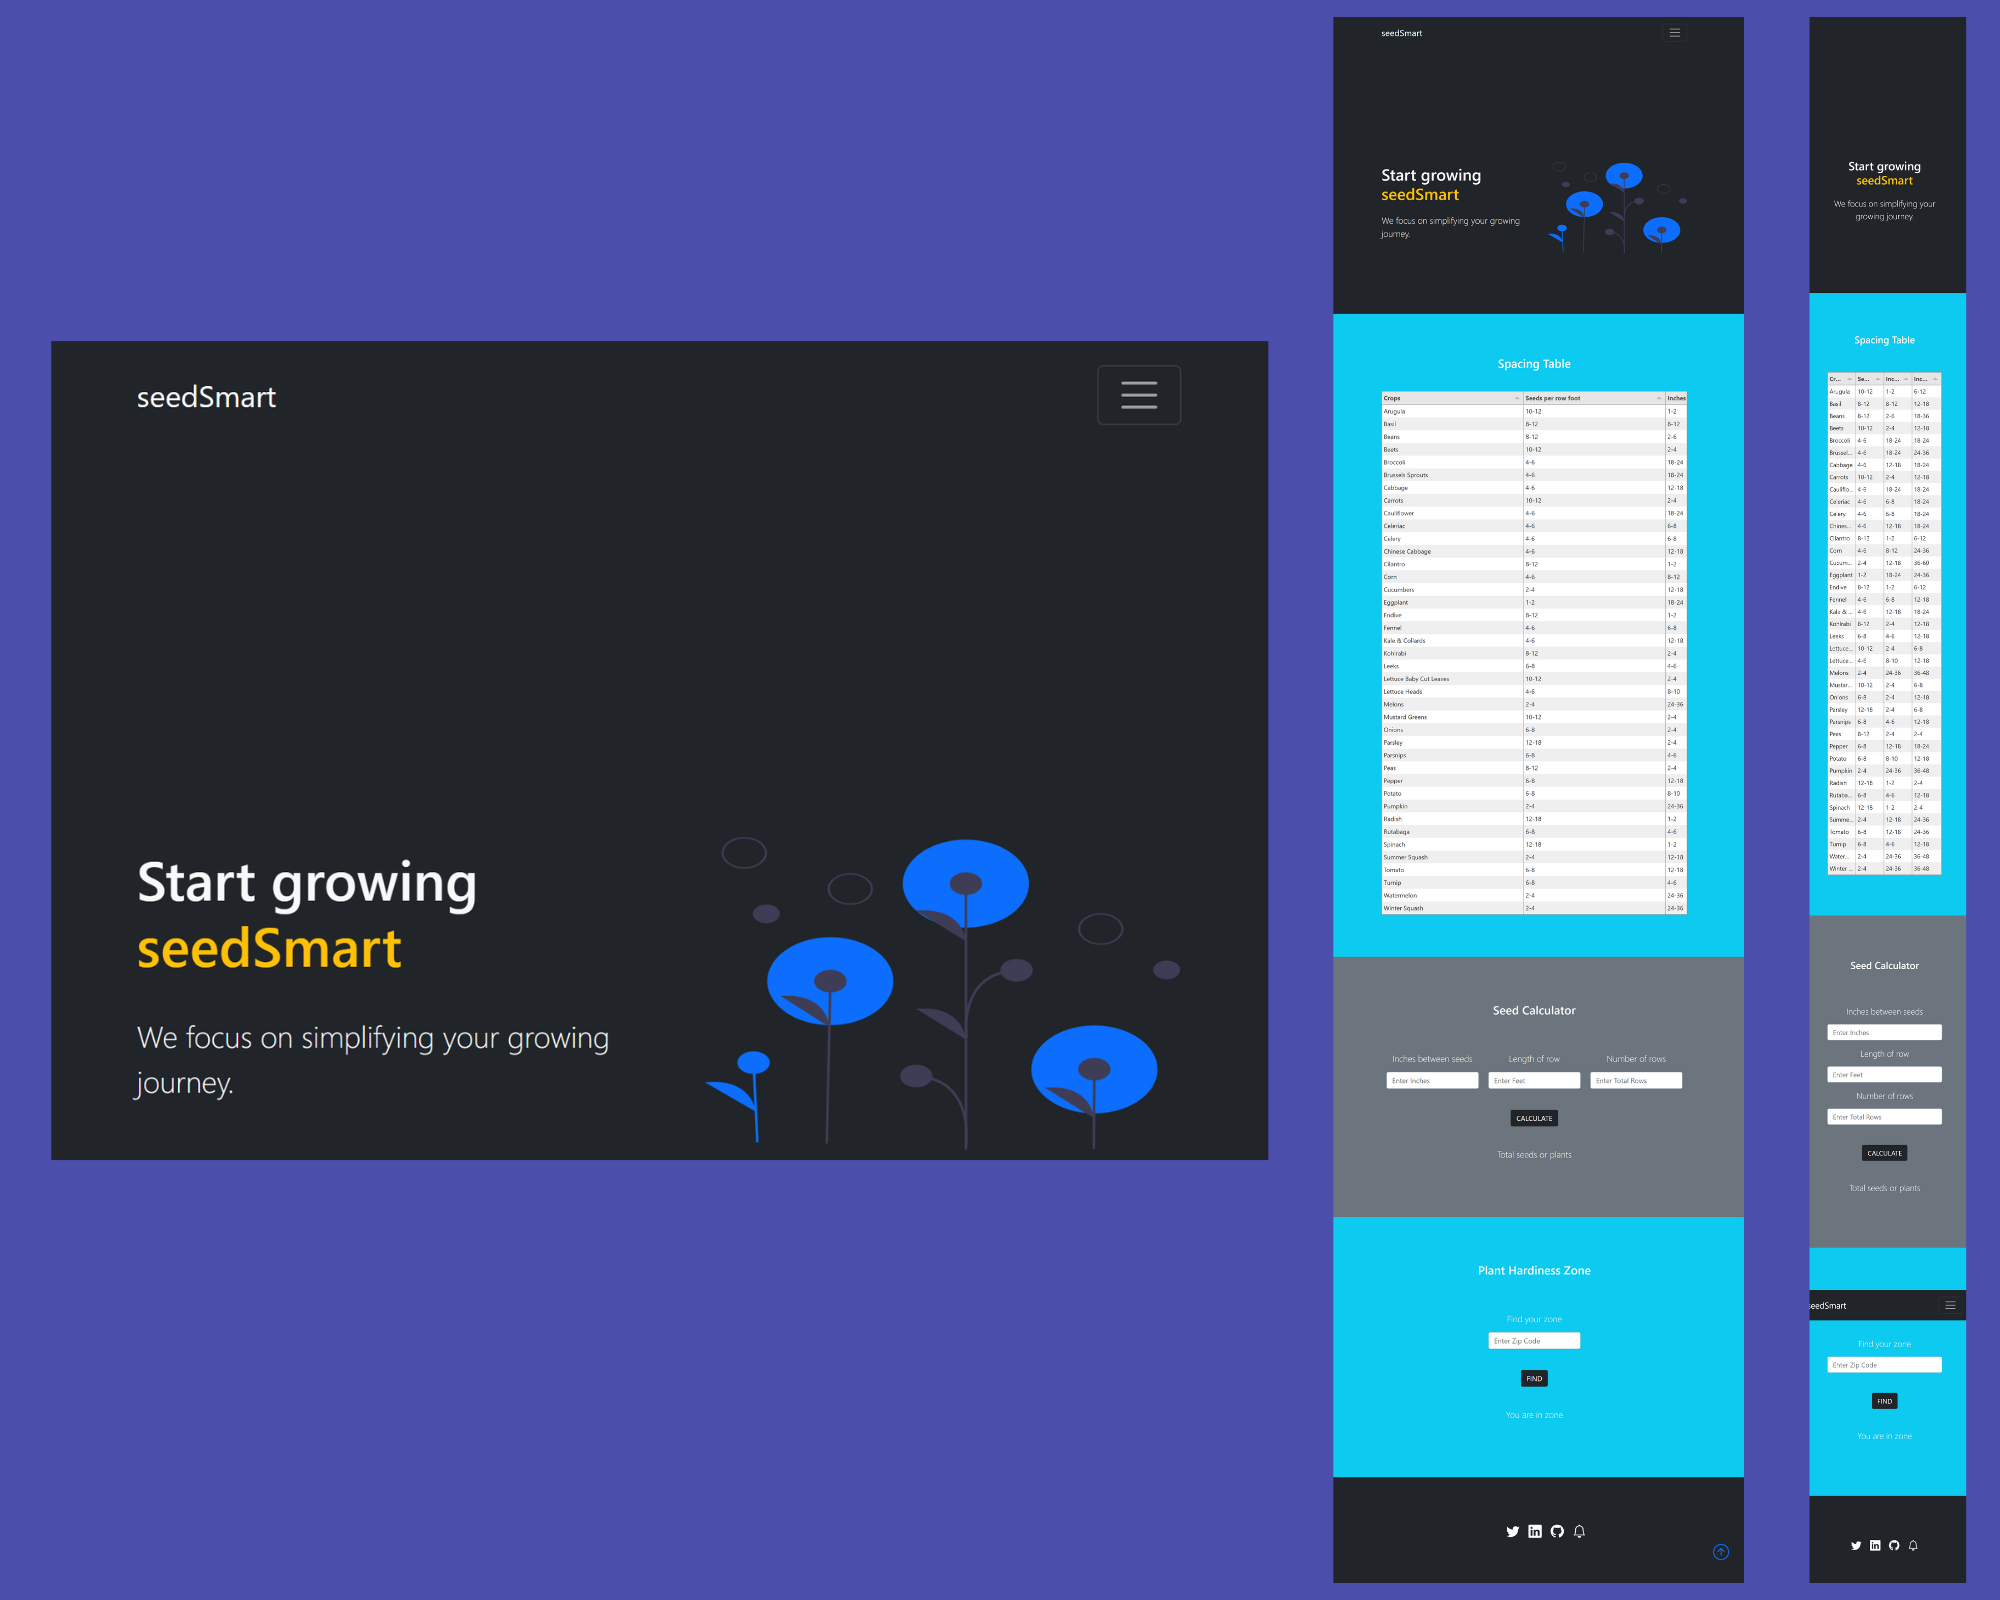 seedSmart
Start growing
seedSmart
We focus on simplifying your growing
journey.
seedSmart
Start growing
seedSmart
We focus on simplifying your growing
journey.
Spacing Table
Crops Seeds per row foot Inches
Arugula 10-12 1-2
Basil 8-12 8-12
Beans 8-12 2-6
Beets 10-12 2-4
Broccoli 4-6 18-24
Brussels Sprouts 4-6 18-24
Cabbage 4-6 12-18
Carrots 10-12 2-4
Cauliflower 4-6 18-24
Celeriac 4-6 6-8
Celery 4-6 6-8
Chinese Cabbage 4-6 12-18
Cilantro 8-12 1-2
Corn 4-6 8-12
Cucumbers 2-4 12-18
Eggplant 1-2 18-24
Endive 8-12 1-2
Fennel 4-6 6-8
Kale & Collards 4-6 12-18
Kohlrabi 8-12 2-4
Leeks 6-8 4-6
Lettuce Baby Cut Leaves 10-12 2-4
Lettuce Heads 4-6 8-10
Melons 2-4 24-36
Mustard Greens 10-12 2-4
Onions 6-8 2-4
Parsley 12-18 2-4
Parsnips 6-8 4-6
Peas 8-12 2-4
Pepper 6-8 12-18
Potato 6-8 8-10
Pumpkin 2-4 24-36
Radish 12-18 1-2
Rutabaga 6-8 4-6
Spinach 12-18 1-2
Summer Squash 2-4 12-18
Tomato 6-8 12-18
Turnip 6-8 4-6
Watermelon 2-4 24-36
Winter Squash 2-4 24-36
Seed Calculator
Inches between seeds Length of row Number of rows
Enter Inches Enter Feet Enter Total Rows
CALCULATE
Total seeds or plants
Plant Hardiness Zone
Find your zone
Enter Zip Code
FIND
You are in zone
Start growing
seedSmart
We focus on simplifying your
growing journey.
Spacing Table
Cr... Se... Inc... Inc...
Arugula 10-12 1-2 6-12
Basil 8-12 8-12 12-18
Beans 8-12 2-6 18-36
Beets 10-12 2-4 12-18
Broccoli 4-6 18-24 18-24
Brussel... 4-6 18-24 24-36
Cabbage 4-6 12-18 18-24
Carrots 10-12 2-4 12-18
Cauliflo... 4-6 18-24 18-24
Celeriac 4-6 6-8 18-24
Celery 4-6 6-8 18-24
Chines... 4-6 12-18 18-24
Cilantro 8-12 1-2 6-12
Corn 4-6 8-12 24-36
Cucum... 2-4 12-18 36-60
Eggplant 1-2 18-24 24-36
Endive 8-12 1-2 6-12
Fennel 4-6 6-8 12-18
Kale & ... 4-6 12-18 18-24
Kohlrabi 8-12 2-4 12-18
Leeks 6-8 4-6 12-18
Lettuce... 10-12 2-4 6-8
Lettuce... 4-6 8-10 12-18
Melons 2-4 24-36 36-48
Mustar... 10-12 2-4 6-8
Onions 6-8 2-4 12-18
Parsley 12-18 2-4 6-8
Parsnips 6-8 4-6 12-18
Peas 8-12 2-4 2-4
Pepper 6-8 12-18 18-24
Potato 6-8 8-10 12-18
Pumpkin 2-4 24-36 36-48
Radish 12-18 1-2 2-4
Rutaba... 6-8 4-6 12-18
Spinach 12-18 1-2 2-4
Summe... 2-4 12-18 24-36
Tomato 6-8 12-18 24-36
Turnip 6-8 4-6 12-18
Water... 2-4 24-36 36-48
Winter ... 2-4 24-36 36-48
Seed Calculator
Inches between seeds
Enter Inches
Length of row
Enter Feet
Number of rows
Enter Total Rows
CALCULATE
Total seeds or plants
seedSmart
Find your zone
Enter Zip Code
FIND
You are in zone